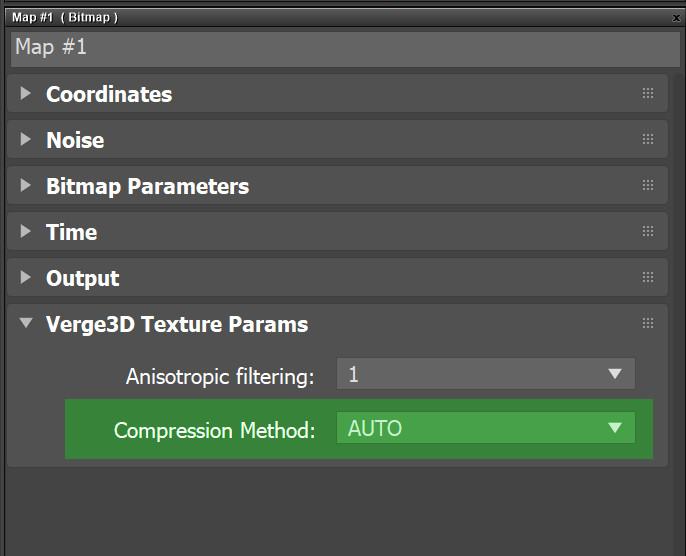 Map #1 ( Bitmap ) x
Map #1
Coordinates
Noise
Bitmap Parameters
Time
Output
Verge3D Texture Params
Anisotropic filtering: 1
Compression Method: AUTO